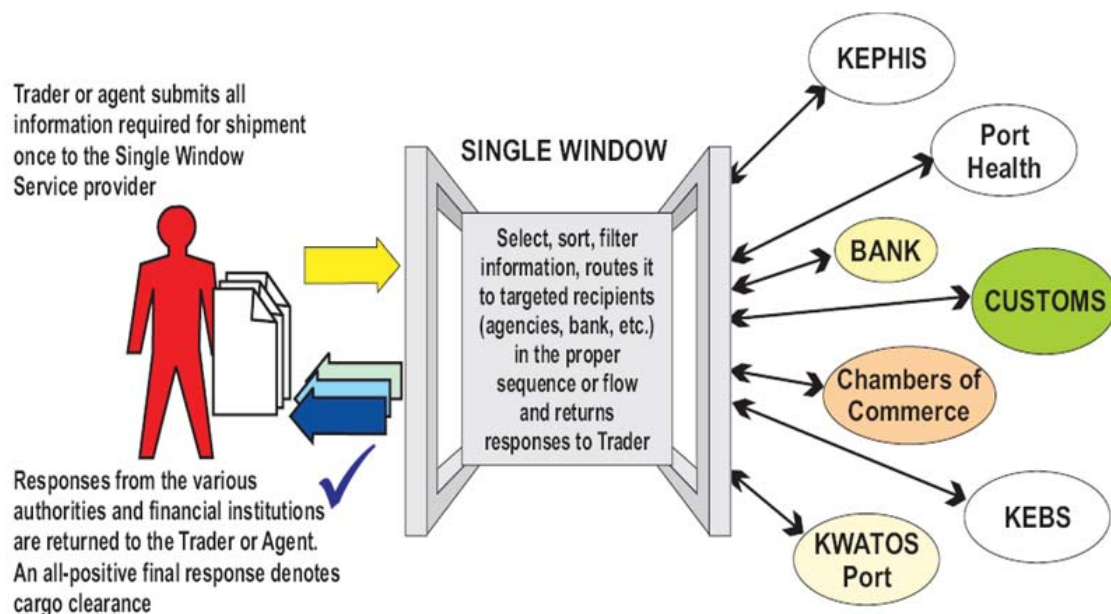 Trader or agent submits all
information required for shipment
once to the Single Window
Service provider
SINGLE WINDOW
Select, sort, filter
information, routes it
to targeted recipients
(agencies, bank, etc.)
in the proper
sequence or flow
and returns
responses to Trader
Responses from the various
authorities and financial institutions
are returned to the Trader or Agent.
An all-positive final response denotes
cargo clearance
KEPHIS
Port
Health
BANK
CUSTOMS
Chambers of
Commerce
KEBS
KWATOS
Port